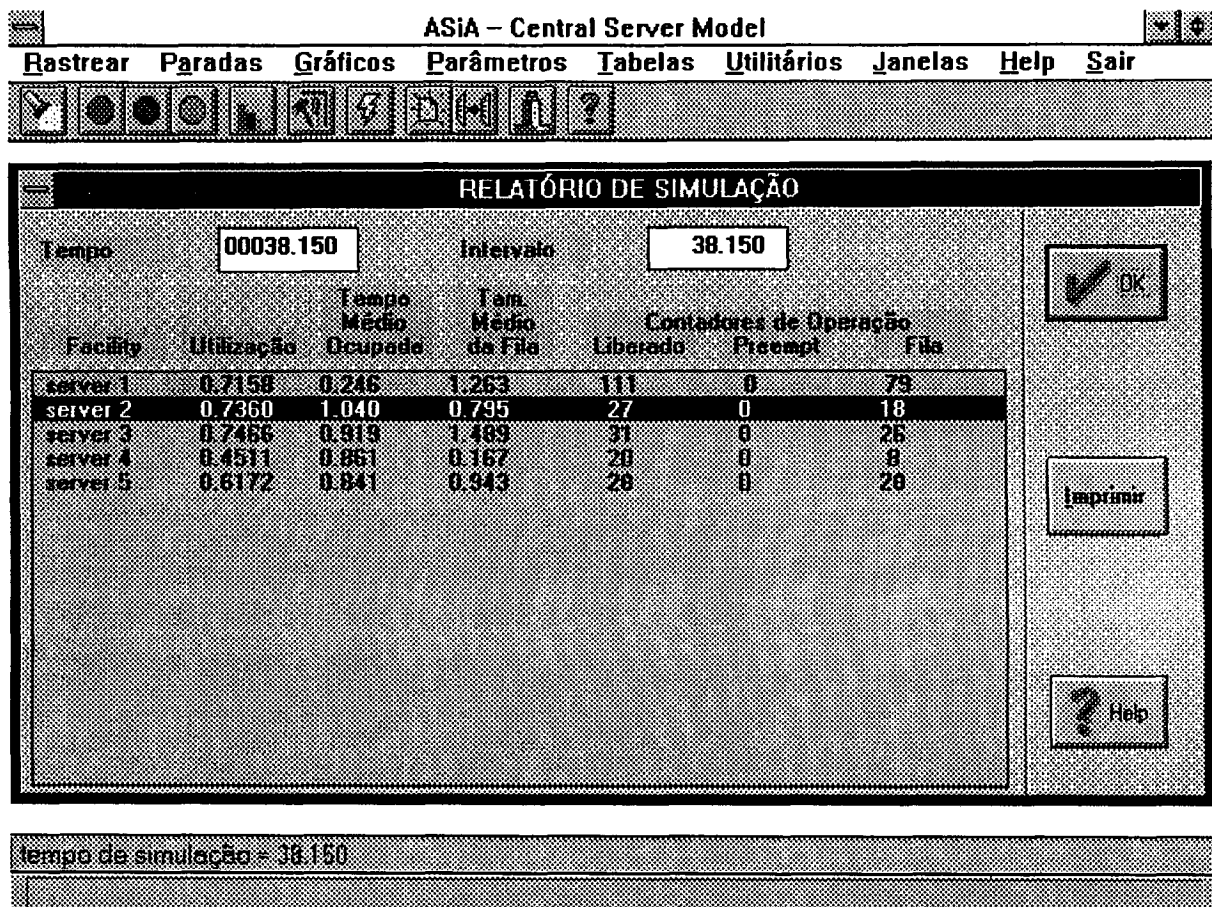 ASiA – Central Server Model
Rastrear Paradas Gráficos Parâmetros Tabelas Utilitários Janelas Help Sair
RELATÓRIO DE SIMULAÇÃO
Tempo 00038.150 Intervalo 38.150
OK
Tempo Tam.
Médio Médio Contadores de Operação
Facility Utilização Ocupado da Fila Liberado Preempt Fila
server 1 0.7158 0.246 1.263 111 0 79
server 2 0.7360 1.040 0.795 27 0 18
server 3 0.7466 0.919 1.489 31 0 26
server 4 0.4511 0.861 0.167 20 0 8
server 5 0.6172 0.841 0.943 28 0 20
Imprimir
Help
tempo de simulação = 38.150